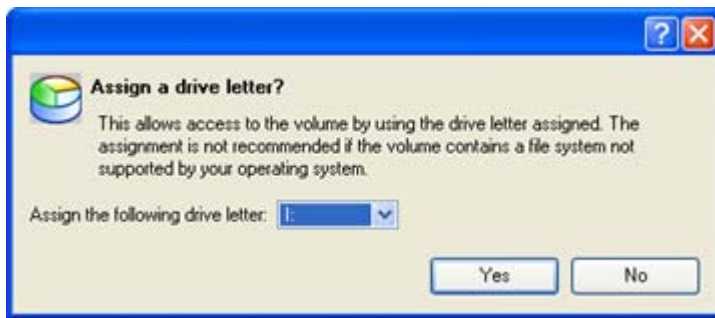 Assign a drive letter?
This allows access to the volume by using the drive letter assigned. The
assignment is not recommended if the volume contains a file system not
supported by your operating system.
Assign the following drive letter: I:
Yes No